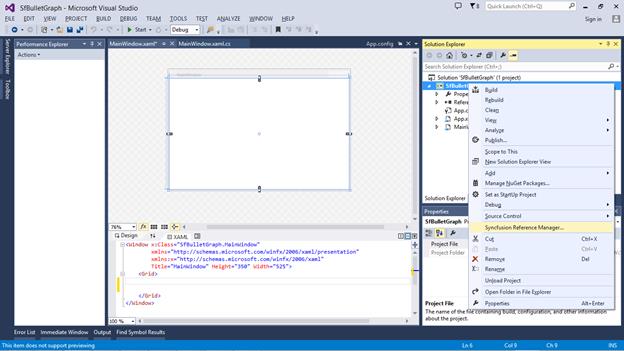 SfBulletGraph - Microsoft Visual Studio
8
Quick Launch (Ctrl+Q)
FILE EDIT VIEW PROJECT BUILD DEBUG TEAM TOOLS TEST ANALYZE WINDOW HELP
Sign in
Start
Debug
Server Explorer
Toolbox
Performance Explorer
Actions
MainWindow.xaml*
MainWindow.xaml.cs
App.config
76%
Design
XAML
<Window x:Class="SfBulletGraph.MainWindow"
xmlns="http://schemas.microsoft.com/winfx/2006/xaml/presentation"
xmlns:x="http://schemas.microsoft.com/winfx/2006/xaml"
Title="MainWindow" Height="350" Width="525">
<Grid>
</Grid>
</Window>
100 %
Solution Explorer
Search Solution Explorer (Ctrl+;)
Solution 'SfBulletGraph' (1 project)
SfBulletGraph
Prope
Refere
App.c
App.x
MainW
Build
Rebuild
Clean
View
Analyze
Publish...
Scope to This
New Solution Explorer View
Add
Manage NuGet Packages...
Set as StartUp Project
Debug
Source Control
Syncfusion Reference Manager...
Cut Ctrl+X
Paste Ctrl+V
Remove Del
Rename
Unload Project
Open Folder in File Explorer
Properties Alt+Enter
Solution Explorer
Properties
SfBulletGraph
Project File
Project Folder
Project File
The name of the file containing build, configuration, and other information about the project.
Error List Immediate Window Output Find Symbol Results
This item does not support previewing
Ln 6
Col 9
Ch 9
INS